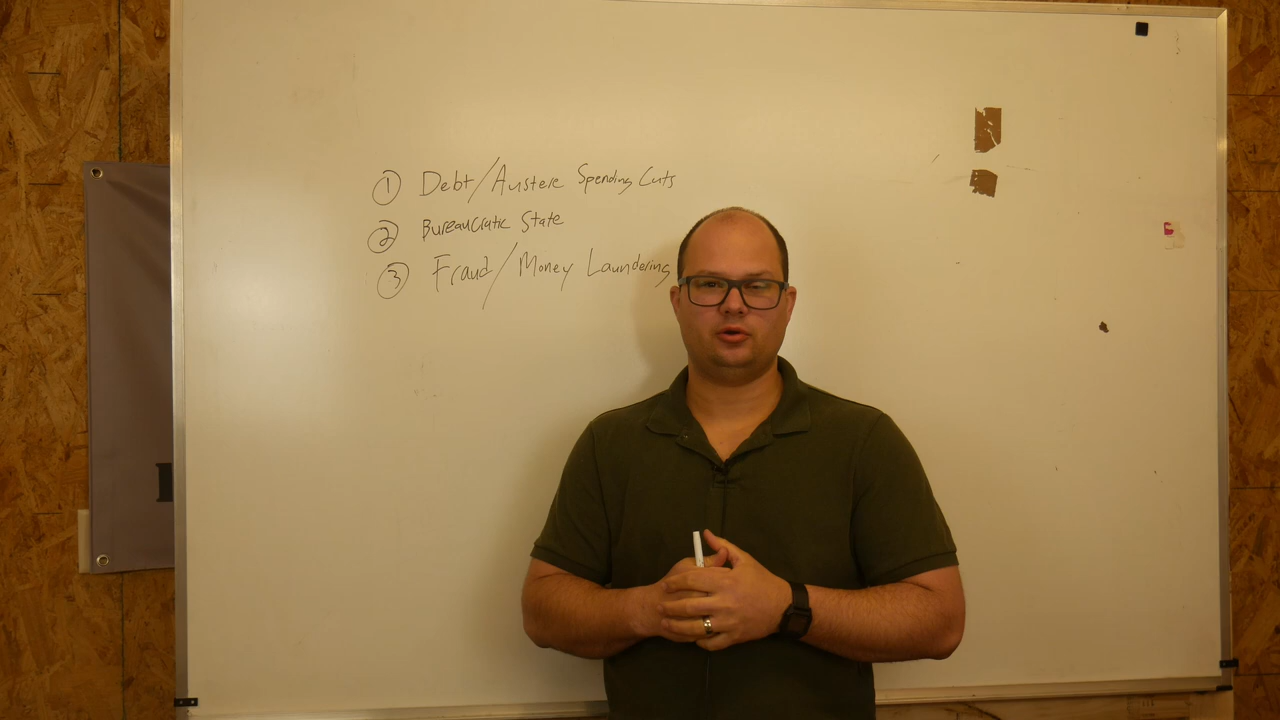 ① Debt/Austere Spending Cuts
② Bureaucratic State
③ Fraud/Money Laundering